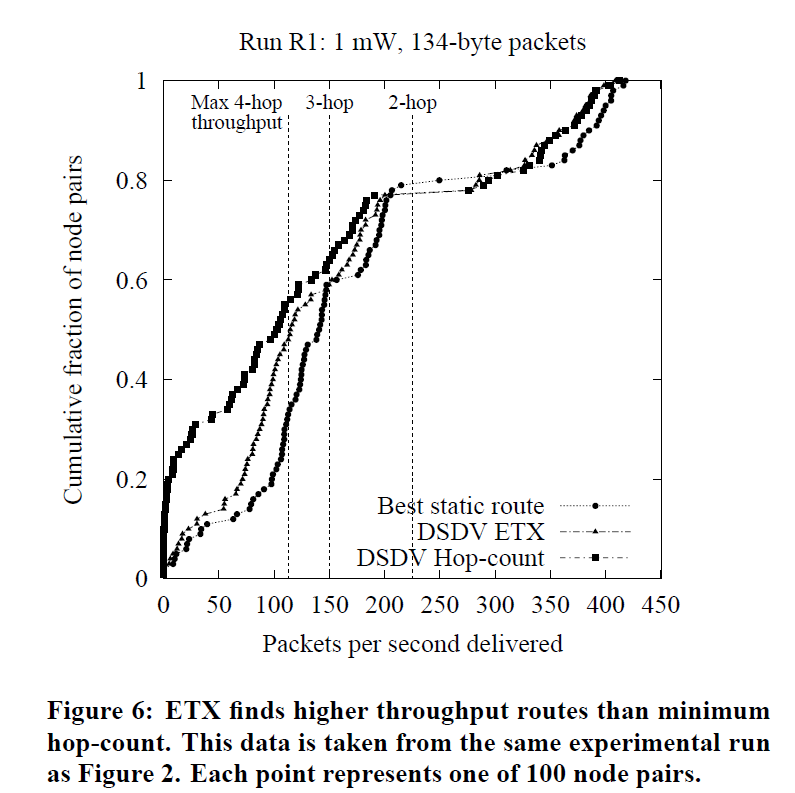 Run R1: 1 mW, 134-byte packets
Max 4-hop throughput
3-hop
2-hop
1
0.8
0.6
0.4
0.2
0
Cumulative fraction of node pairs
Best static route
DSDV ETX
DSDV Hop-count
0 50 100 150 200 250 300 350 400 450
Packets per second delivered
Figure 6: ETX finds higher throughput routes than minimum
hop-count. This data is taken from the same experimental run
as Figure 2. Each point represents one of 100 node pairs.